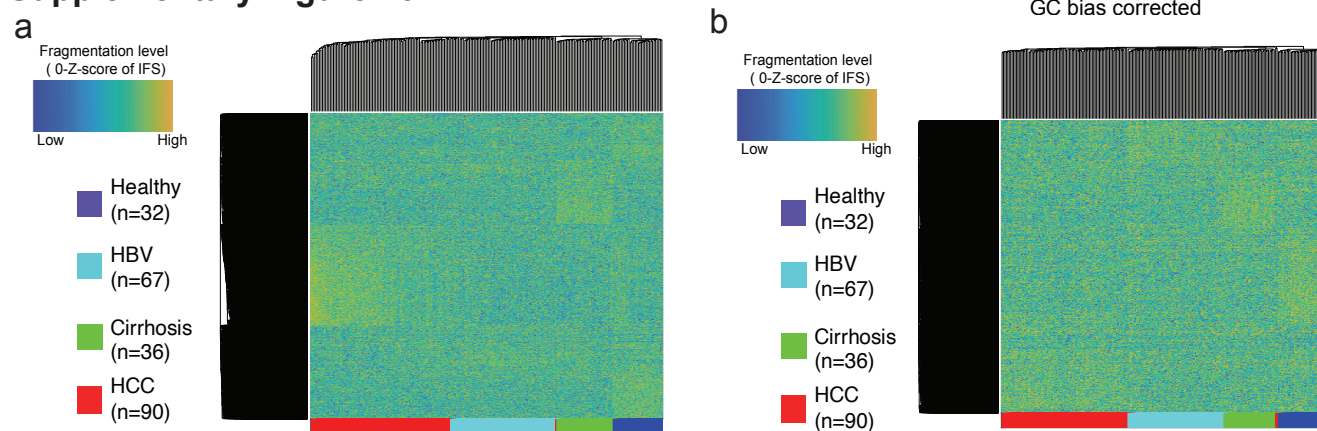 a
Fragmentation level
( 0-Z-score of IFS)
Low High
Healthy
(n=32)
HBV
(n=67)
Cirrhosis
(n=36)
HCC
(n=90)
b
GC bias corrected
Fragmentation level
( 0-Z-score of IFS)
Low High
Healthy
(n=32)
HBV
(n=67)
Cirrhosis
(n=36)
HCC
(n=90)